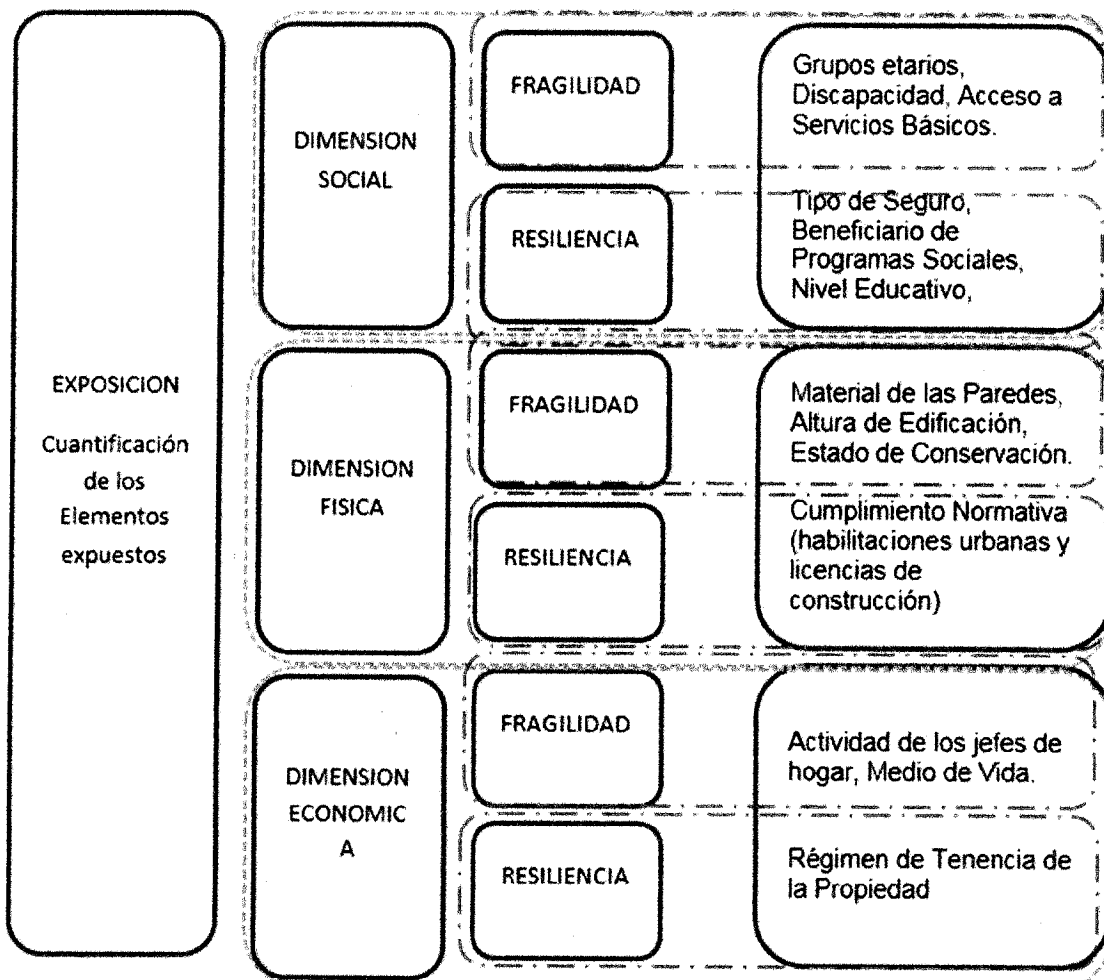 EXPOSICION
Cuantificación
de los
Elementos
expuestos
DIMENSION
SOCIAL
FRAGILIDAD
Grupos etarios,
Discapacidad, Acceso a
Servicios Básicos.
RESILIENCIA
Tipo de Seguro,
Beneficiario de
Programas Sociales,
Nivel Educativo,
DIMENSION
FISICA
FRAGILIDAD
Material de las Paredes,
Altura de Edificación,
Estado de Conservación.
RESILIENCIA
Cumplimiento Normativa
(habilitaciones urbanas y
licencias de
construcción)
DIMENSION
ECONOMIC
A
FRAGILIDAD
Actividad de los jefes de
hogar, Medio de Vida.
RESILIENCIA
Régimen de Tenencia de
la Propiedad